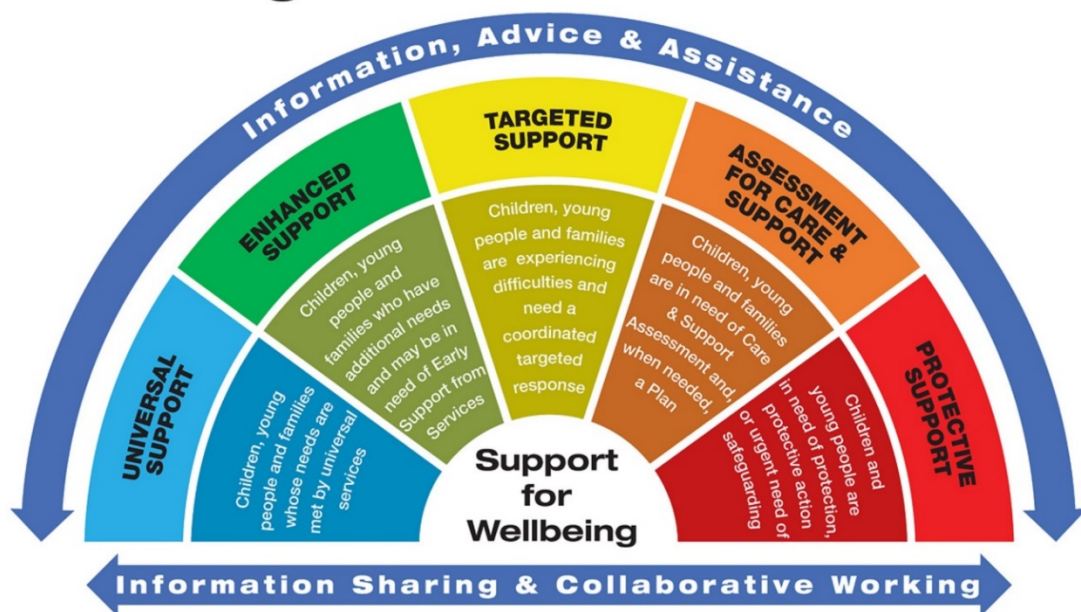 Information, Advice & Assistance
UNIVERSAL
SUPPORT
Children, young
people and families
whose needs are
met by universal
services
ENHANCED
SUPPORT
Children, young
people and
families who have
additional needs
and may be in
need of Early
Support from
Services
TARGETED
SUPPORT
Children, young
people and families
are experiencing
difficulties and
need a
coordinated
targeted
response
ASSESSMENT
FOR CARE &
SUPPORT
Children, young
people and families
are in need of Care
& Support
Assessment and,
when needed,
a Plan
PROTECTIVE
SUPPORT
Children and
young people are
in need of protection,
protective action
or urgent need of
safeguarding
Support
for
Wellbeing
Information Sharing & Collaborative Working